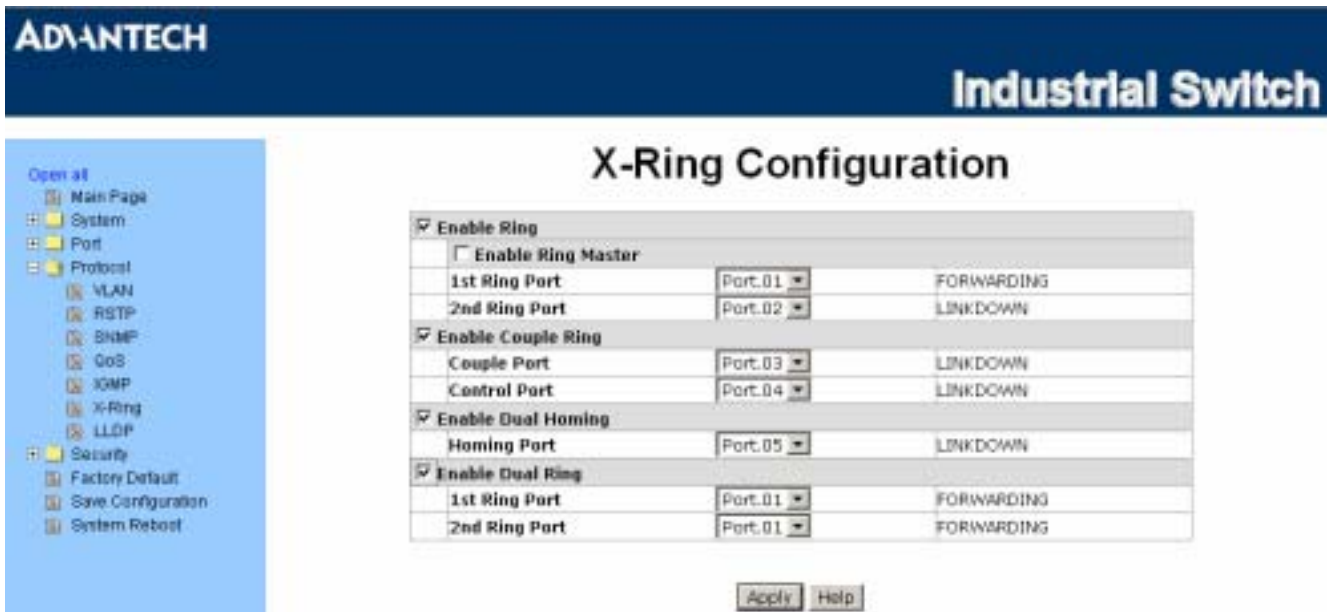 ADVANTECH
Industrial Switch
Open all
Main Page
System
Port
Protocol
VLAN
RSTP
SNMP
QoS
IGMP
X-Ring
LLDP
Security
Factory Default
Save Configuration
System Reboot
X-Ring Configuration
Enable Ring
Enable Ring Master
1st Ring Port Port.01 FORWARDING
2nd Ring Port Port.02 LINKDOWN
Enable Couple Ring
Couple Port Port.03 LINKDOWN
Control Port Port.04 LINKDOWN
Enable Dual Homing
Homing Port Port.05 LINKDOWN
Enable Dual Ring
1st Ring Port Port.01 FORWARDING
2nd Ring Port Port.01 FORWARDING
Apply Help